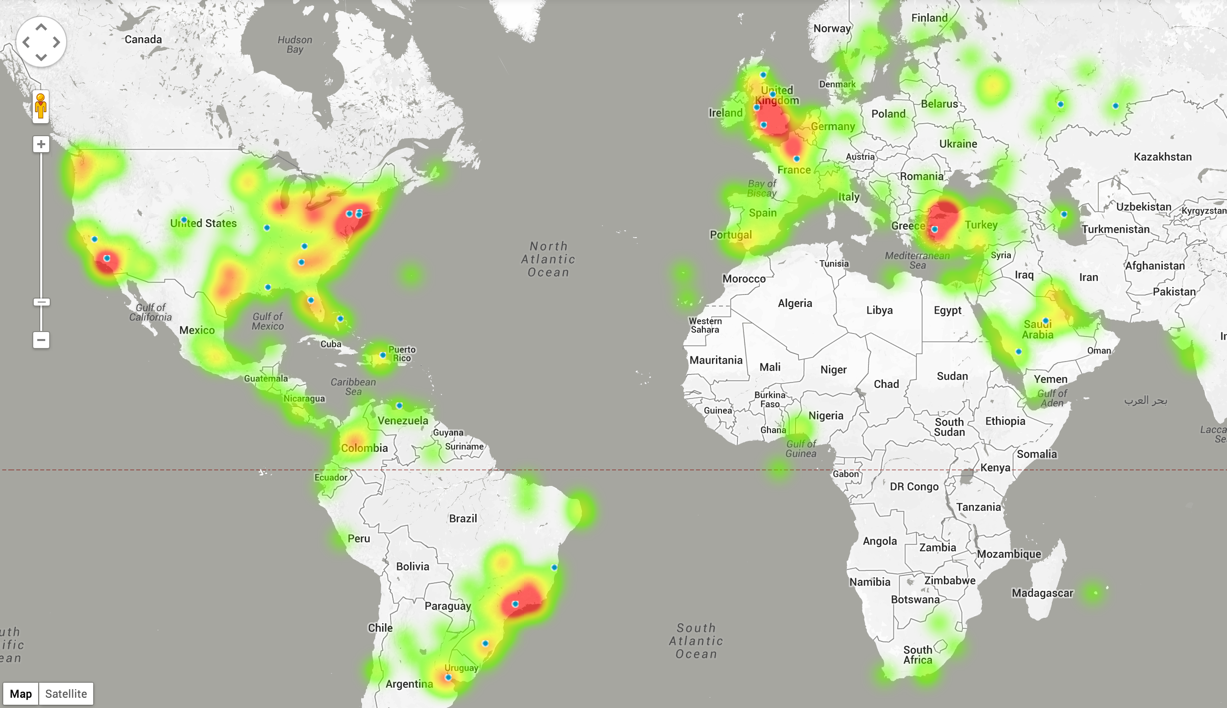 Canada
Hudson
Bay
Norway
Finland
Denmark
United
Kingdom
Ireland
Belarus
Poland
Germany
Ukraine
Austria
Kazakhstan
France
Romania
Bay of
Biscay
Italy
Uzbekistan
Kyrgyzstan
United States
Spain
Portugal
Greece
Turkey
Turkmenistan
North
Atlantic
Ocean
Mediterranean
Sea
Syria
Tunisia
Afghanistan
Morocco
Iraq
Iran
Pakistan
Algeria
Libya
Egypt
Gulf of
California
Gulf of
Mexico
Mexico
Western
Sahara
Saudi
Arabia
Cuba
Puerto
Rico
Oman
In
Mauritania
Mali
Niger
Chad
Sudan
Yemen
Guatemala
Caribbean
Sea
Nicaragua
Gulf of
Aden
بحر العرب
Burkina
Faso
Guinea
Nigeria
Ghana
Venezuela
Guyana
Suriname
South
Sudan
Ethiopia
Lacca
Se
Colombia
Gulf of
Guinea
Somalia
Ecuador
Gabon
Kenya
DR Congo
Brazil
Tanzania
Peru
Angola
Zambia
Mozambique
Bolivia
Namibia
Zimbabwe
Madagascar
Botswana
Paraguay
Chile
uth
ific
ean
South
Atlantic
Ocean
South
Africa
Uruguay
Argentina
Map Satellite